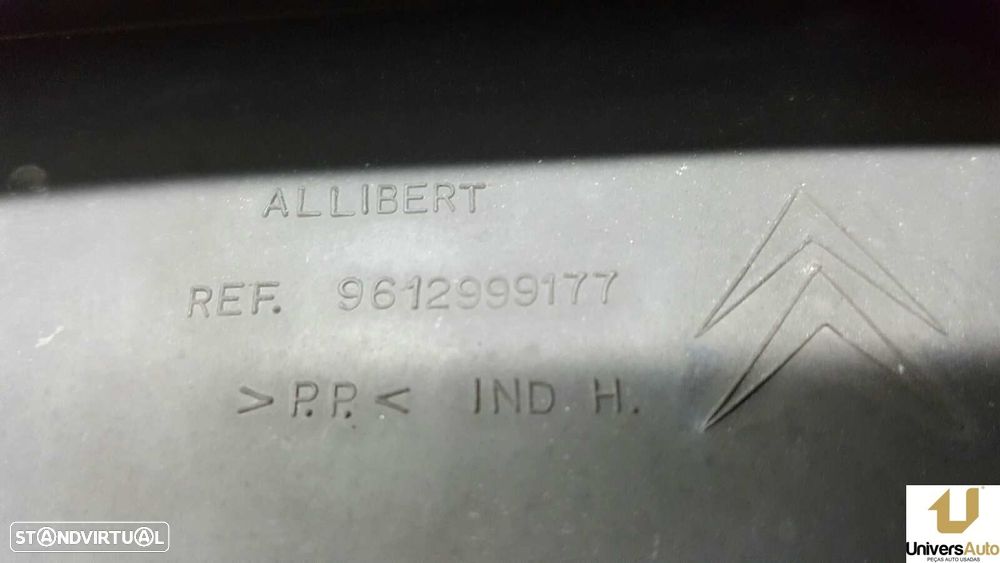 ALLIBERT
REF. 9612999177
>P.P.< IND. H.
STANDVIRTUAL
UniversAuto
PEÇAS AUTO USADAS